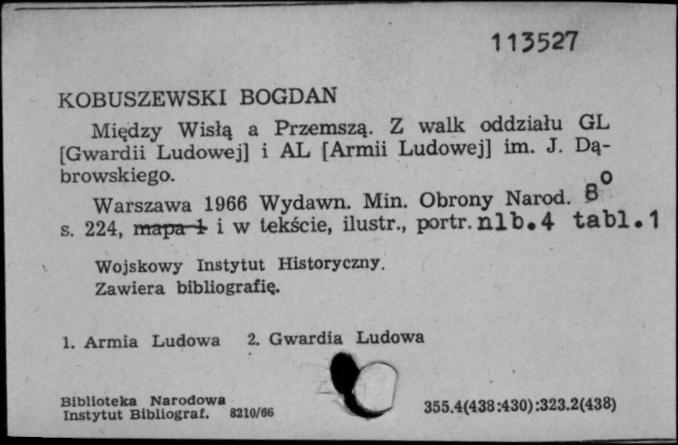 113527
KOBUSZEWSKI BOGDAN
Między Wisłą a Przemszą. Z walk oddziału GL
[Gwardii Ludowej] i AL [Armii Ludowej] im. J. Dą-
browskiego.
Warszawa 1966 Wydawn. Min. Obrony Narod. 8°
s. 224, mapa 1 i w tekście, ilustr., portr. nlb.4 tabl.1
Wojskowy Instytut Historyczny.
Zawiera bibliografię.
1. Armia Ludowa 2. Gwardia Ludowa
Biblioteka Narodowa
Instytut Bibliograf. 8210/66 355.4(438:430):323.2(438)